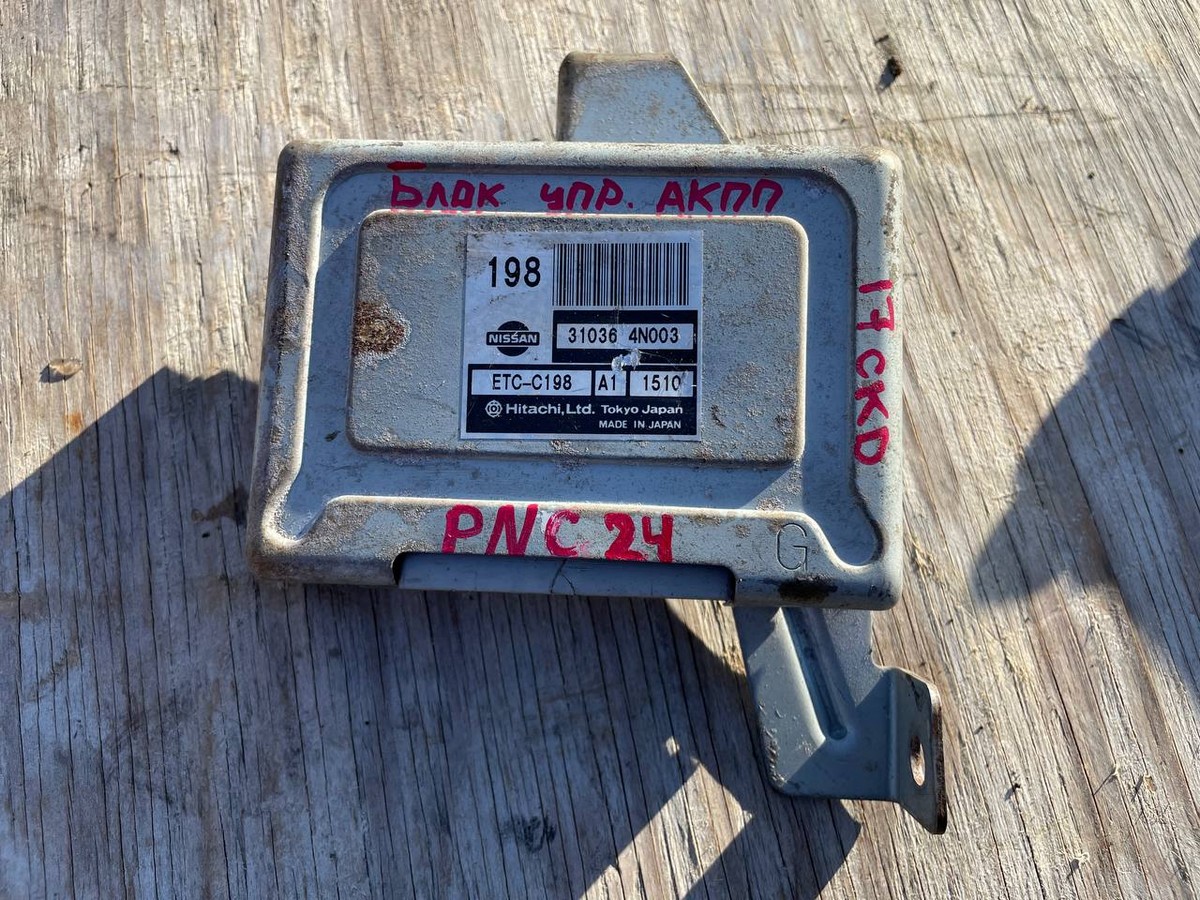 Блок упр. АКПП
198
NISSAN
31036 4N003
ETC-C198 A1 1510
Hitachi, Ltd. Tokyo Japan
MADE IN JAPAN
17 СКО
PNC 24
G